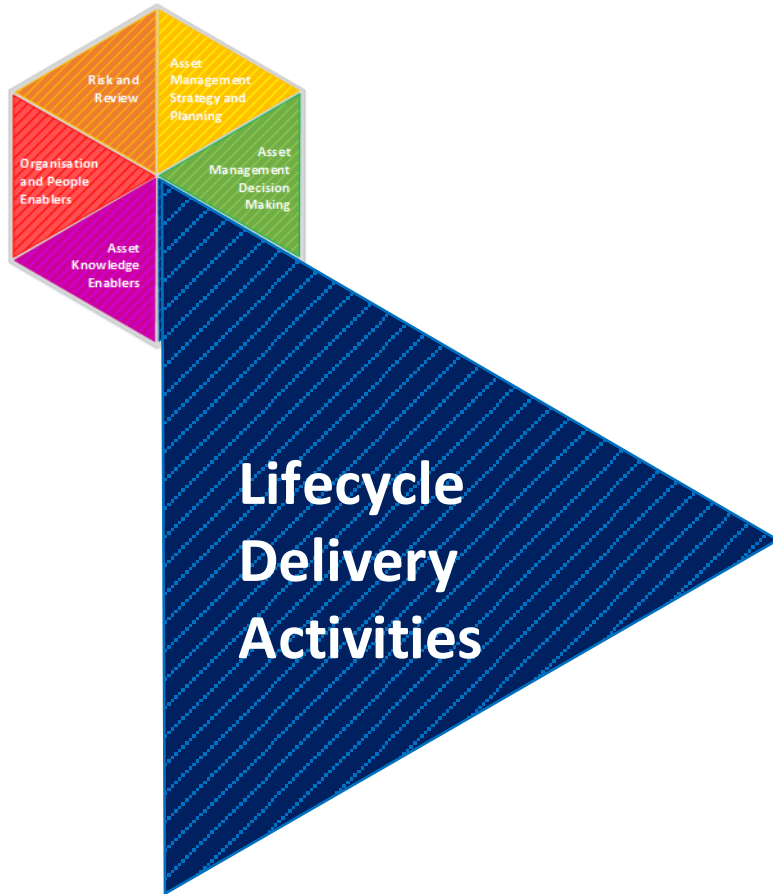 Risk and
Review
Asset
Management
Strategy and
Planning
Organisation
and People
Enablers
Asset
Management
Decision
Making
Asset
Knowledge
Enablers
Lifecycle
Delivery
Activities